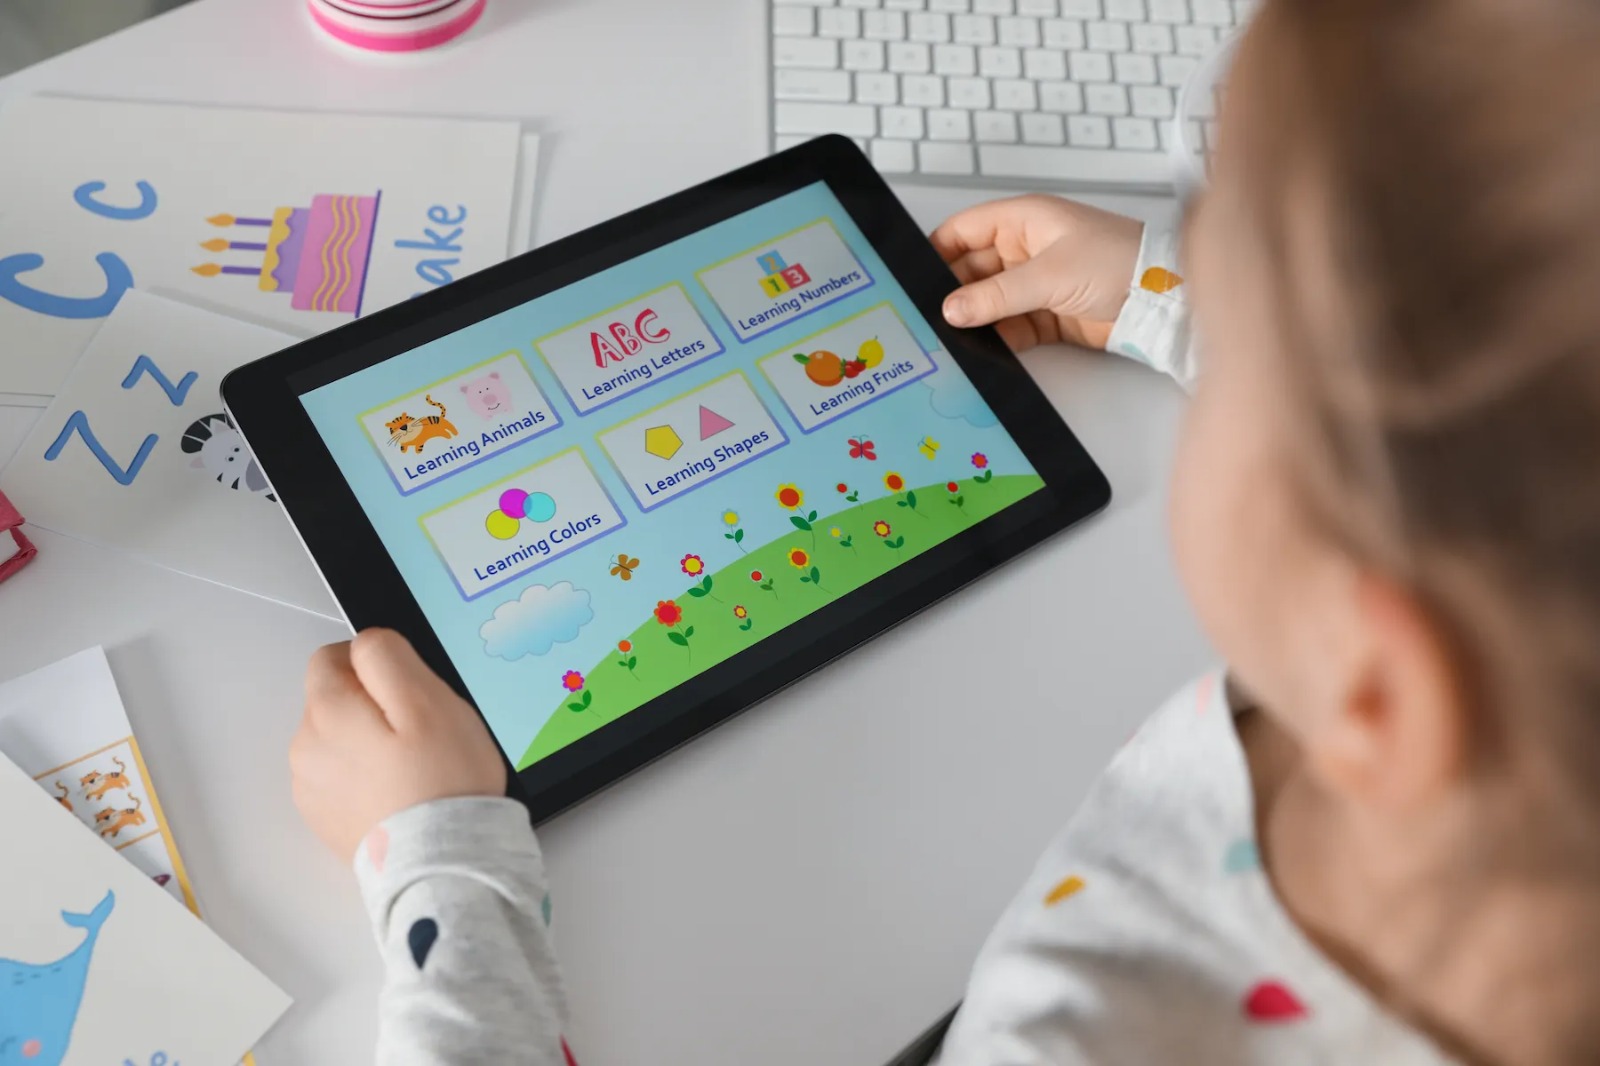 C c
ake
Z z
ABC
Learning Letters
2
1 3
Learning Numbers
Learning Animals
Learning Shapes
Learning Fruits
Learning Colors